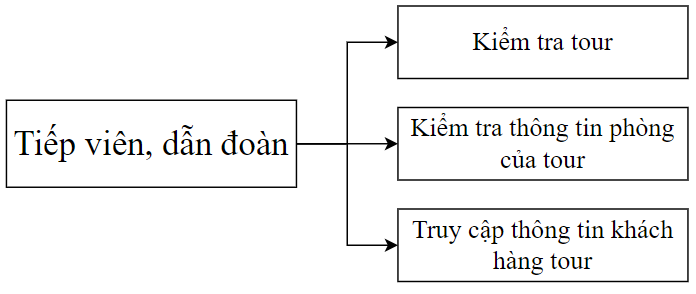 Tiếp viên, dẫn đoàn
Kiểm tra tour
Kiểm tra thông tin phòng
của tour
Truy cập thông tin khách
hàng tour